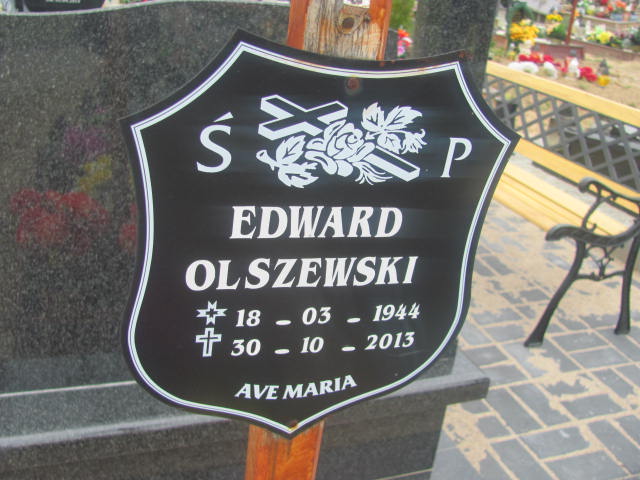 Ś P
EDWARD
OLSZEWSKI
18 - 03 - 1944
30 - 10 - 2013
AVE MARIA